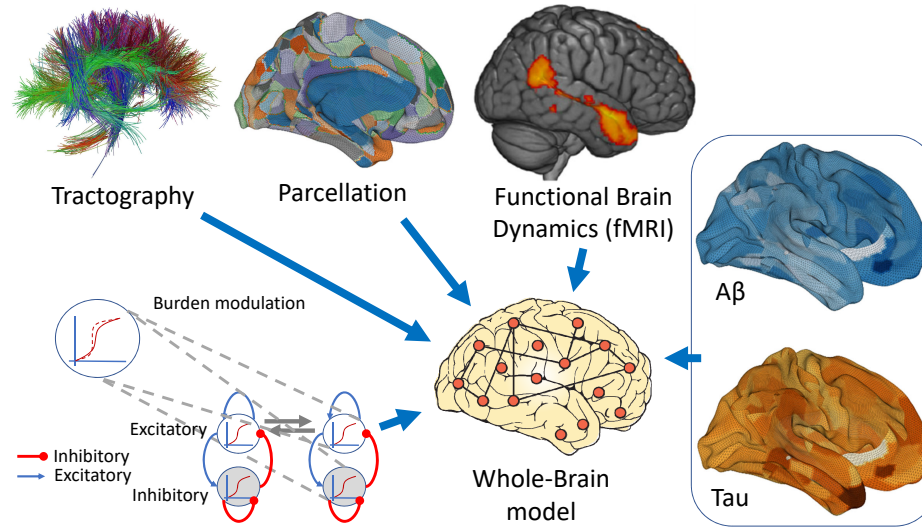 Tractography
Parcellation
Functional Brain
Dynamics (fMRI)
Aβ
Burden modulation
Excitatory
Inhibitory
Excitatory
Inhibitory
Whole-Brain
model
Tau